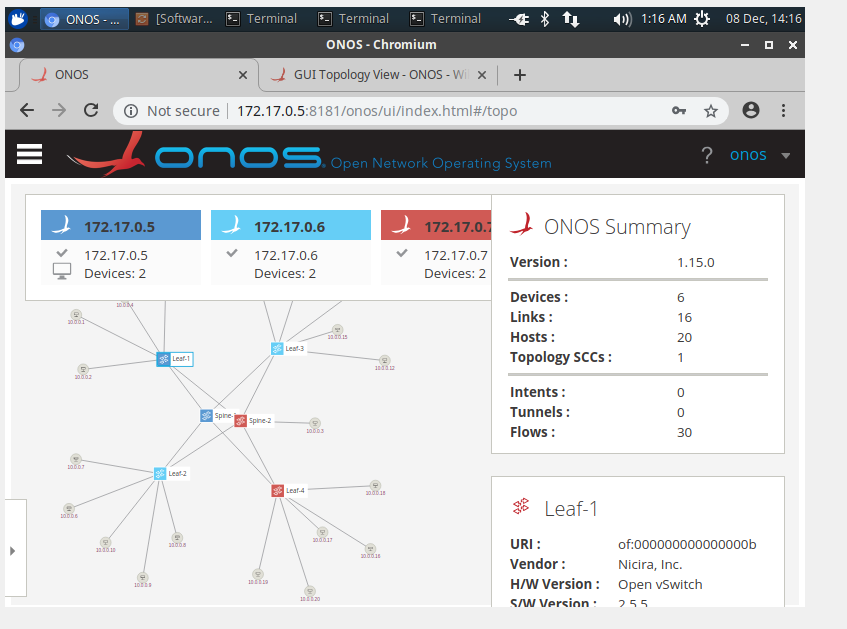 ONOS - ...
[Softwar...
Terminal
Terminal
Terminal
1:16 AM
08 Dec, 14:16
ONOS - Chromium
ONOS
GUI Topology View - ONOS - Wi
Not secure
172.17.0.5:8181/onos/ui/index.html#/topo
onos Open Network Operating System
?
onos
172.17.0.5
172.17.0.5
Devices: 2
172.17.0.6
172.17.0.6
Devices: 2
172.17.0.7
172.17.0.7
Devices: 2
ONOS Summary
Version : 1.15.0
Devices : 6
Links : 16
Hosts : 20
Topology SCCs : 1
Intents : 0
Tunnels : 0
Flows : 30
10.0.0.4
10.0.0.1
10.0.0.15
Leaf-3
Leaf-1
10.0.0.12
10.0.0.2
Spine-
Spine-2
10.0.0.3
10.0.0.7
Leaf-2
Leaf-4
10.0.0.18
10.0.0.6
10.0.0.17
10.0.0.10
10.0.0.8
10.0.0.16
10.0.0.9
10.0.0.19
10.0.0.20
Leaf-1
URI : of:000000000000000b
Vendor : Nicira, Inc.
H/W Version : Open vSwitch
S/W Version : 2.5.5